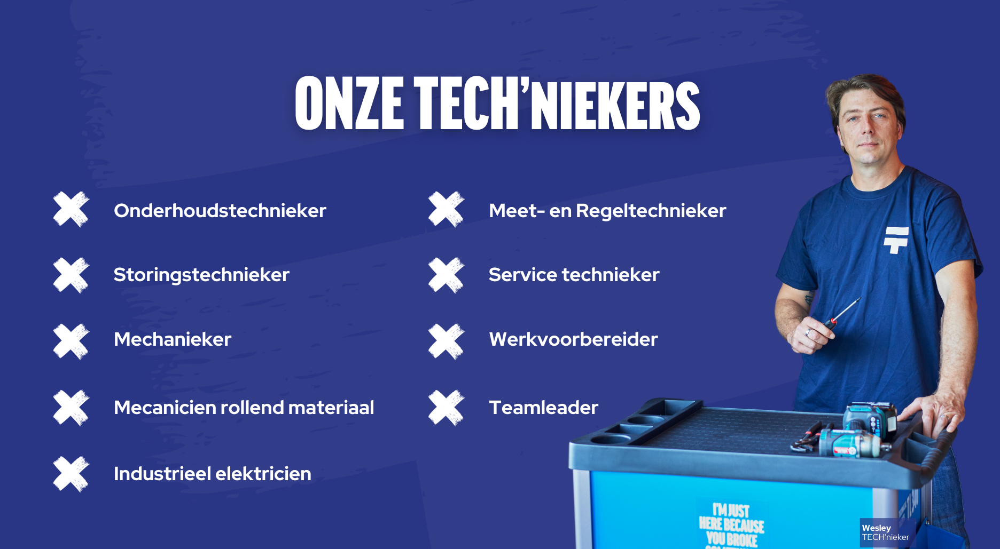 ONZE TECH’NIEKERS
Onderhoudstechnieker
Storingstechnieker
Mechanieker
Mecanicien rollend materiaal
Industrieel elektricien
Meet- en Regeltechnieker
Service technieker
Werkvoorbereider
Teamleader
I'M JUST
HERE BECAUSE
YOU BROKE
Wesley
TECH'nieker